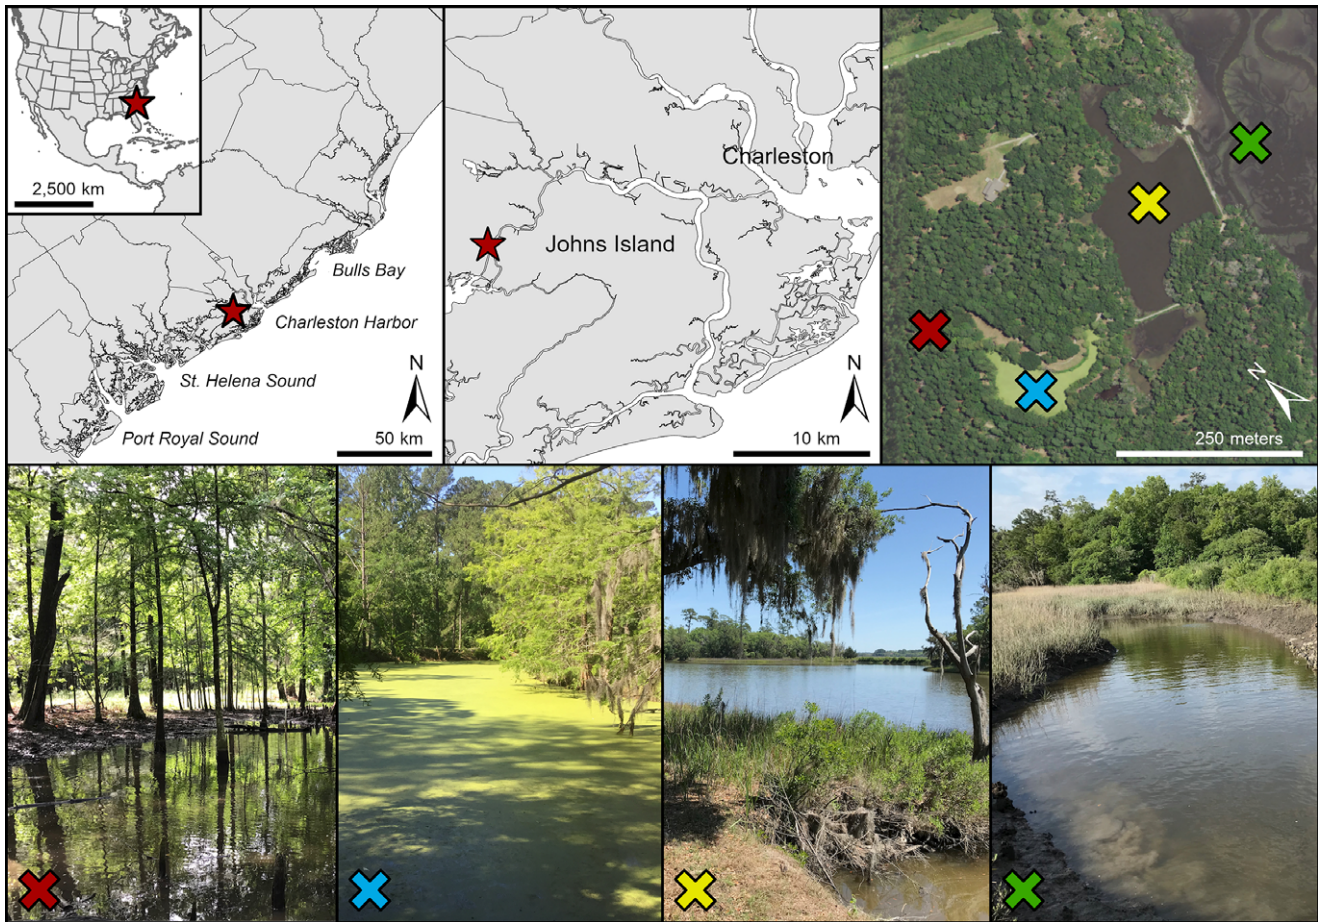 2,500 km
Bulls Bay
Charleston Harbor
St. Helena Sound
Port Royal Sound
N
50 km
Charleston
Johns Island
N
10 km
N
250 meters